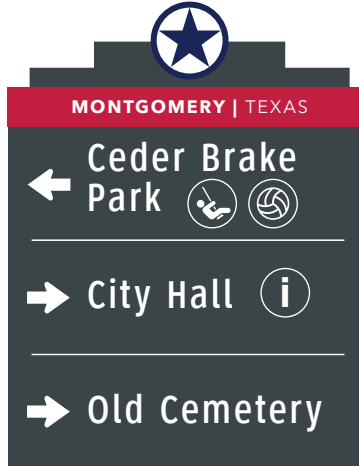 MONTGOMERY | TEXAS
Ceder Brake
Park
City Hall i
Old Cemetery